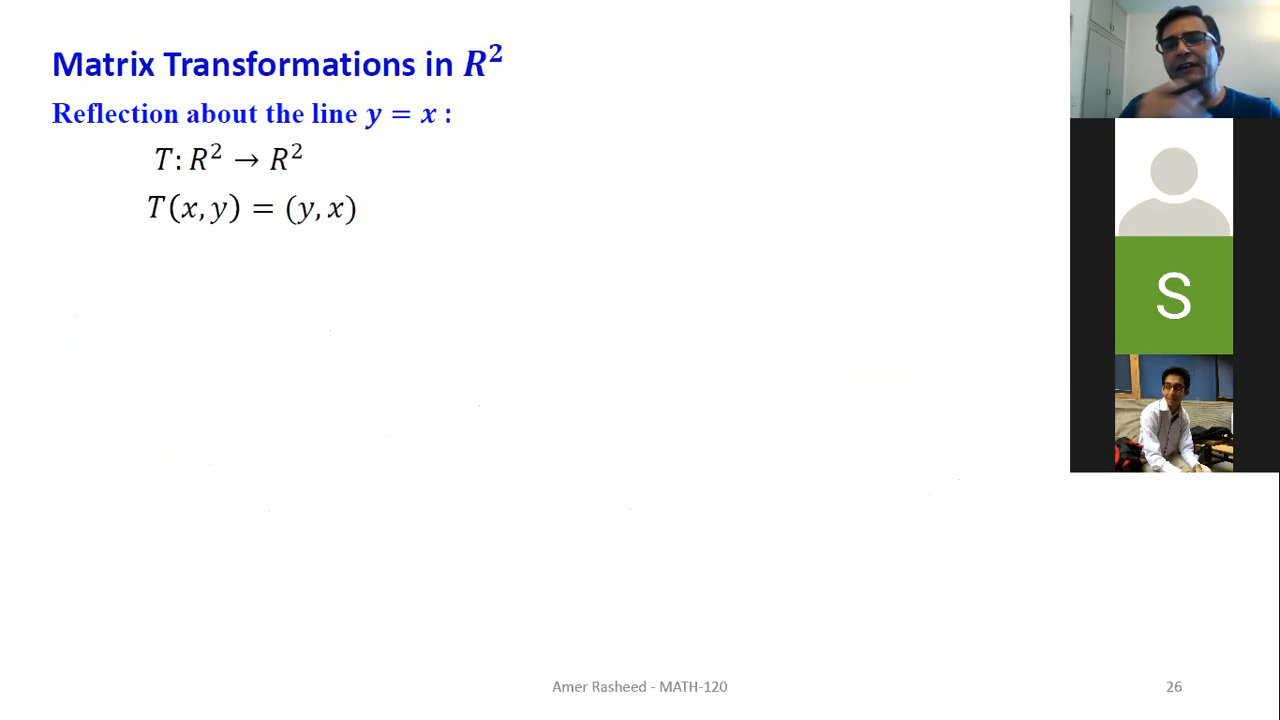 Matrix Transformations in R²
Reflection about the line y = x :
T: R² → R²
T(x, y) = (y, x)
S
Amer Rasheed - MATH-120
26